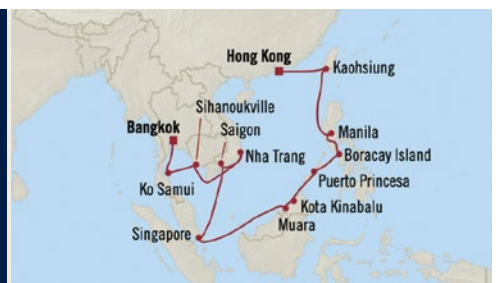 Hong Kong
Kaohsiung
Sihanoukville
Bangkok
Saigon
Manila
Nha Trang
Boracay Island
Puerto Princesa
Ko Samui
Kota Kinabalu
Muara
Singapore